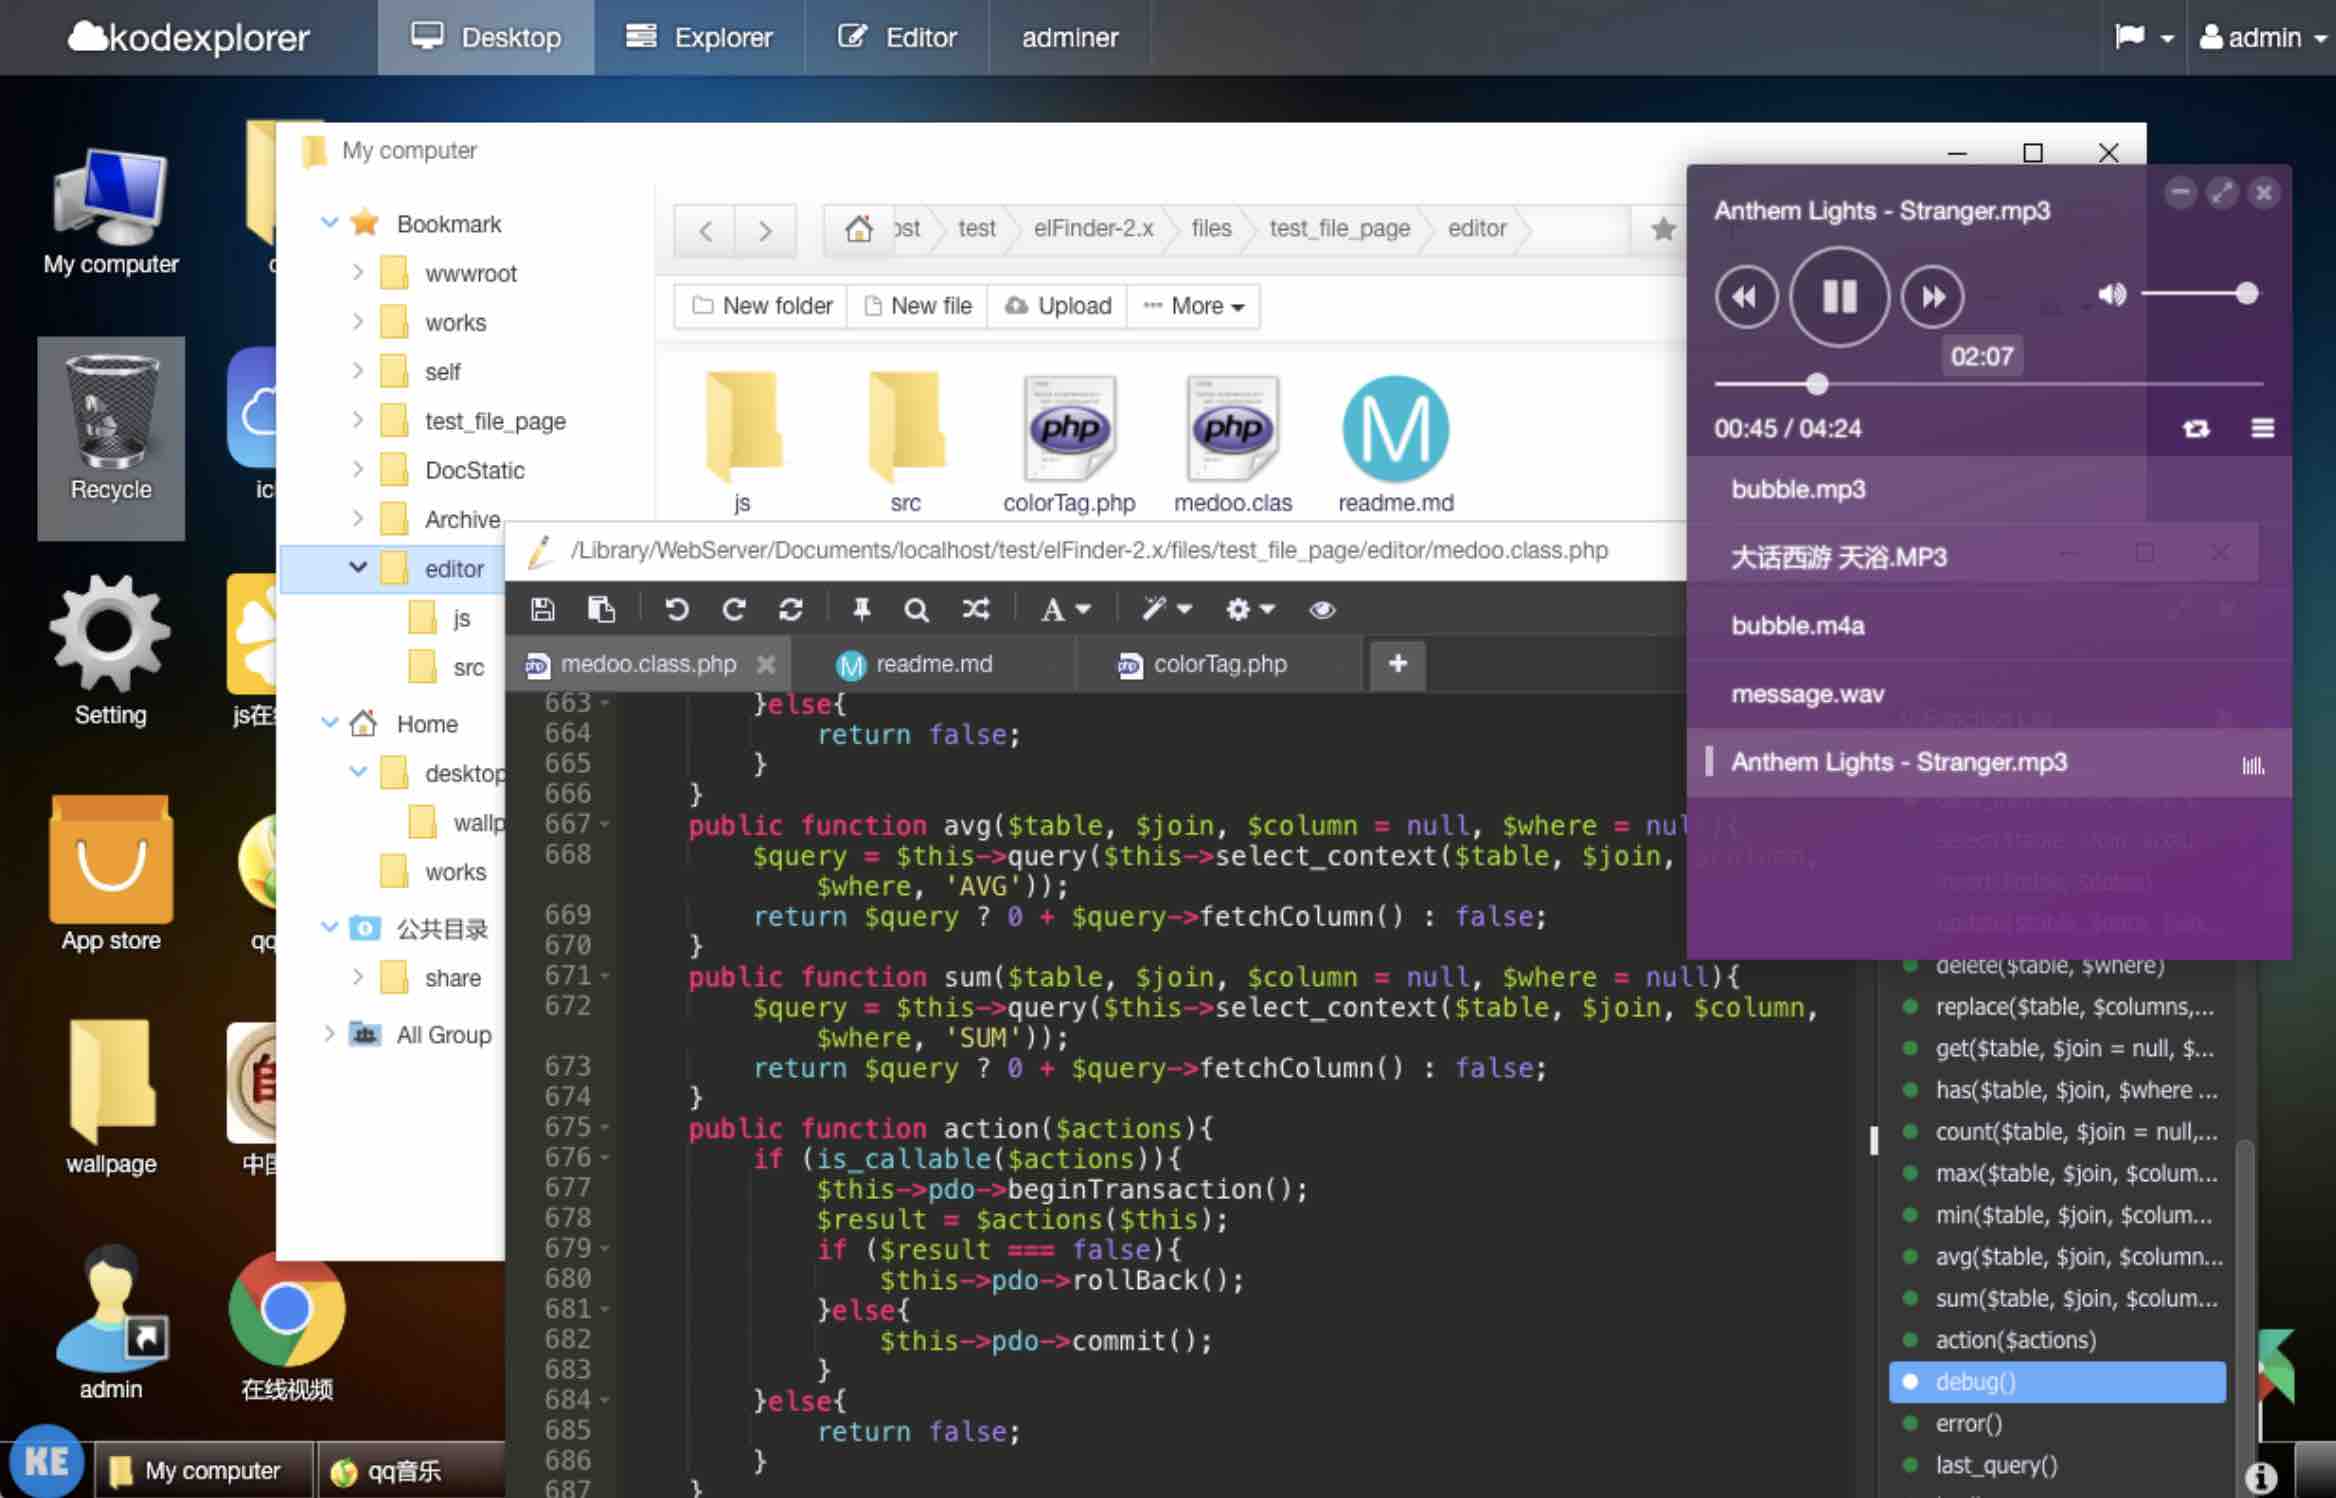 kodexplorer
Desktop
Explorer
Editor
adminer
admin
My computer
Recycle
Setting
App store
wallpage
admin
在线视频
My computer
Bookmark
wwwroot
works
self
test_file_page
DocStatic
Archive
editor
js
src
Home
desktop
wallp
works
公共目录
share
All Group
ost
test
elFinder-2.x
files
test_file_page
editor
New folder
New file
Upload
More
js
src
php
colorTag.php
php
medoo.clas
M
readme.md
/Library/WebServer/Documents/localhost/test/elFinder-2.x/files/test_file_page/editor/medoo.class.php
A
medoo.class.php
readme.md
colorTag.php
663 }else{
664 return false;
665 }
666 }
667 public function avg($table, $join, $column = null, $where = null){
668 $query = $this->query($this->select_context($table, $join, $column,
$where, 'AVG'));
669 return $query ? 0 + $query->fetchColumn() : false;
670 }
671 public function sum($table, $join, $column = null, $where = null){
672 $query = $this->query($this->select_context($table, $join, $column,
$where, 'SUM'));
673 return $query ? 0 + $query->fetchColumn() : false;
674 }
675 public function action($actions){
676 if (is_callable($actions)){
677 $this->pdo->beginTransaction();
678 $result = $actions($this);
679 if ($result === false){
680 $this->pdo->rollBack();
681 }else{
682 $this->pdo->commit();
683 }
684 }else{
685 return false;
686 }
687 }
Anthem Lights - Stranger.mp3
02:07
00:45 / 04:24
bubble.mp3
大话西游 天浴.MP3
bubble.m4a
message.wav
Anthem Lights - Stranger.mp3
delete($table, $where)
replace($table, $columns,...
get($table, $join = null, $...
has($table, $join, $where ...
count($table, $join = null,...
max($table, $join, $colum...
min($table, $join, $colum...
avg($table, $join, $column...
sum($table, $join, $colum...
action($actions)
debug()
error()
last_query()
KE
My computer
qq音乐